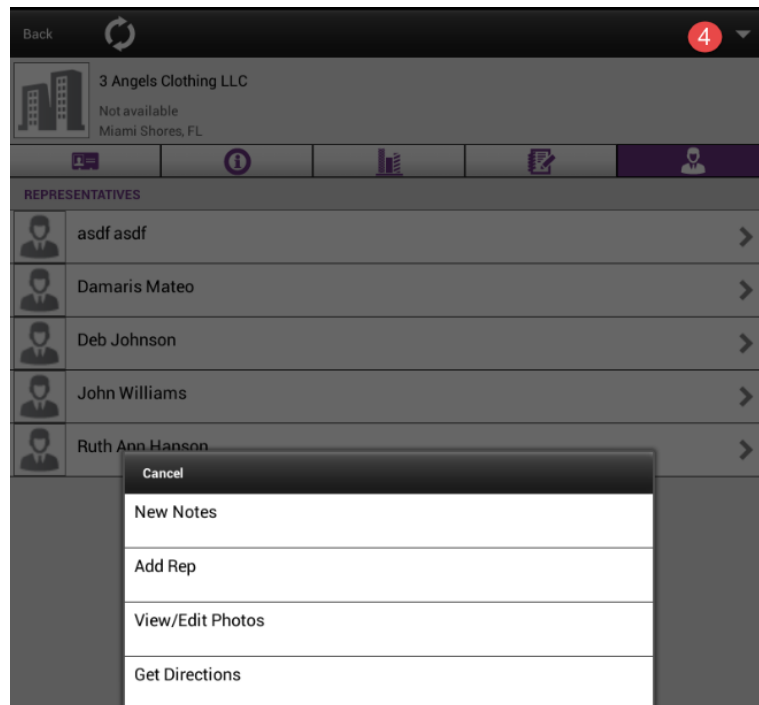 Back
4
3 Angels Clothing LLC
Not available
Miami Shores, FL
REPRESENTATIVES
asdf asdf
Damaris Mateo
Deb Johnson
John Williams
Ruth Ann Hanson
Cancel
New Notes
Add Rep
View/Edit Photos
Get Directions